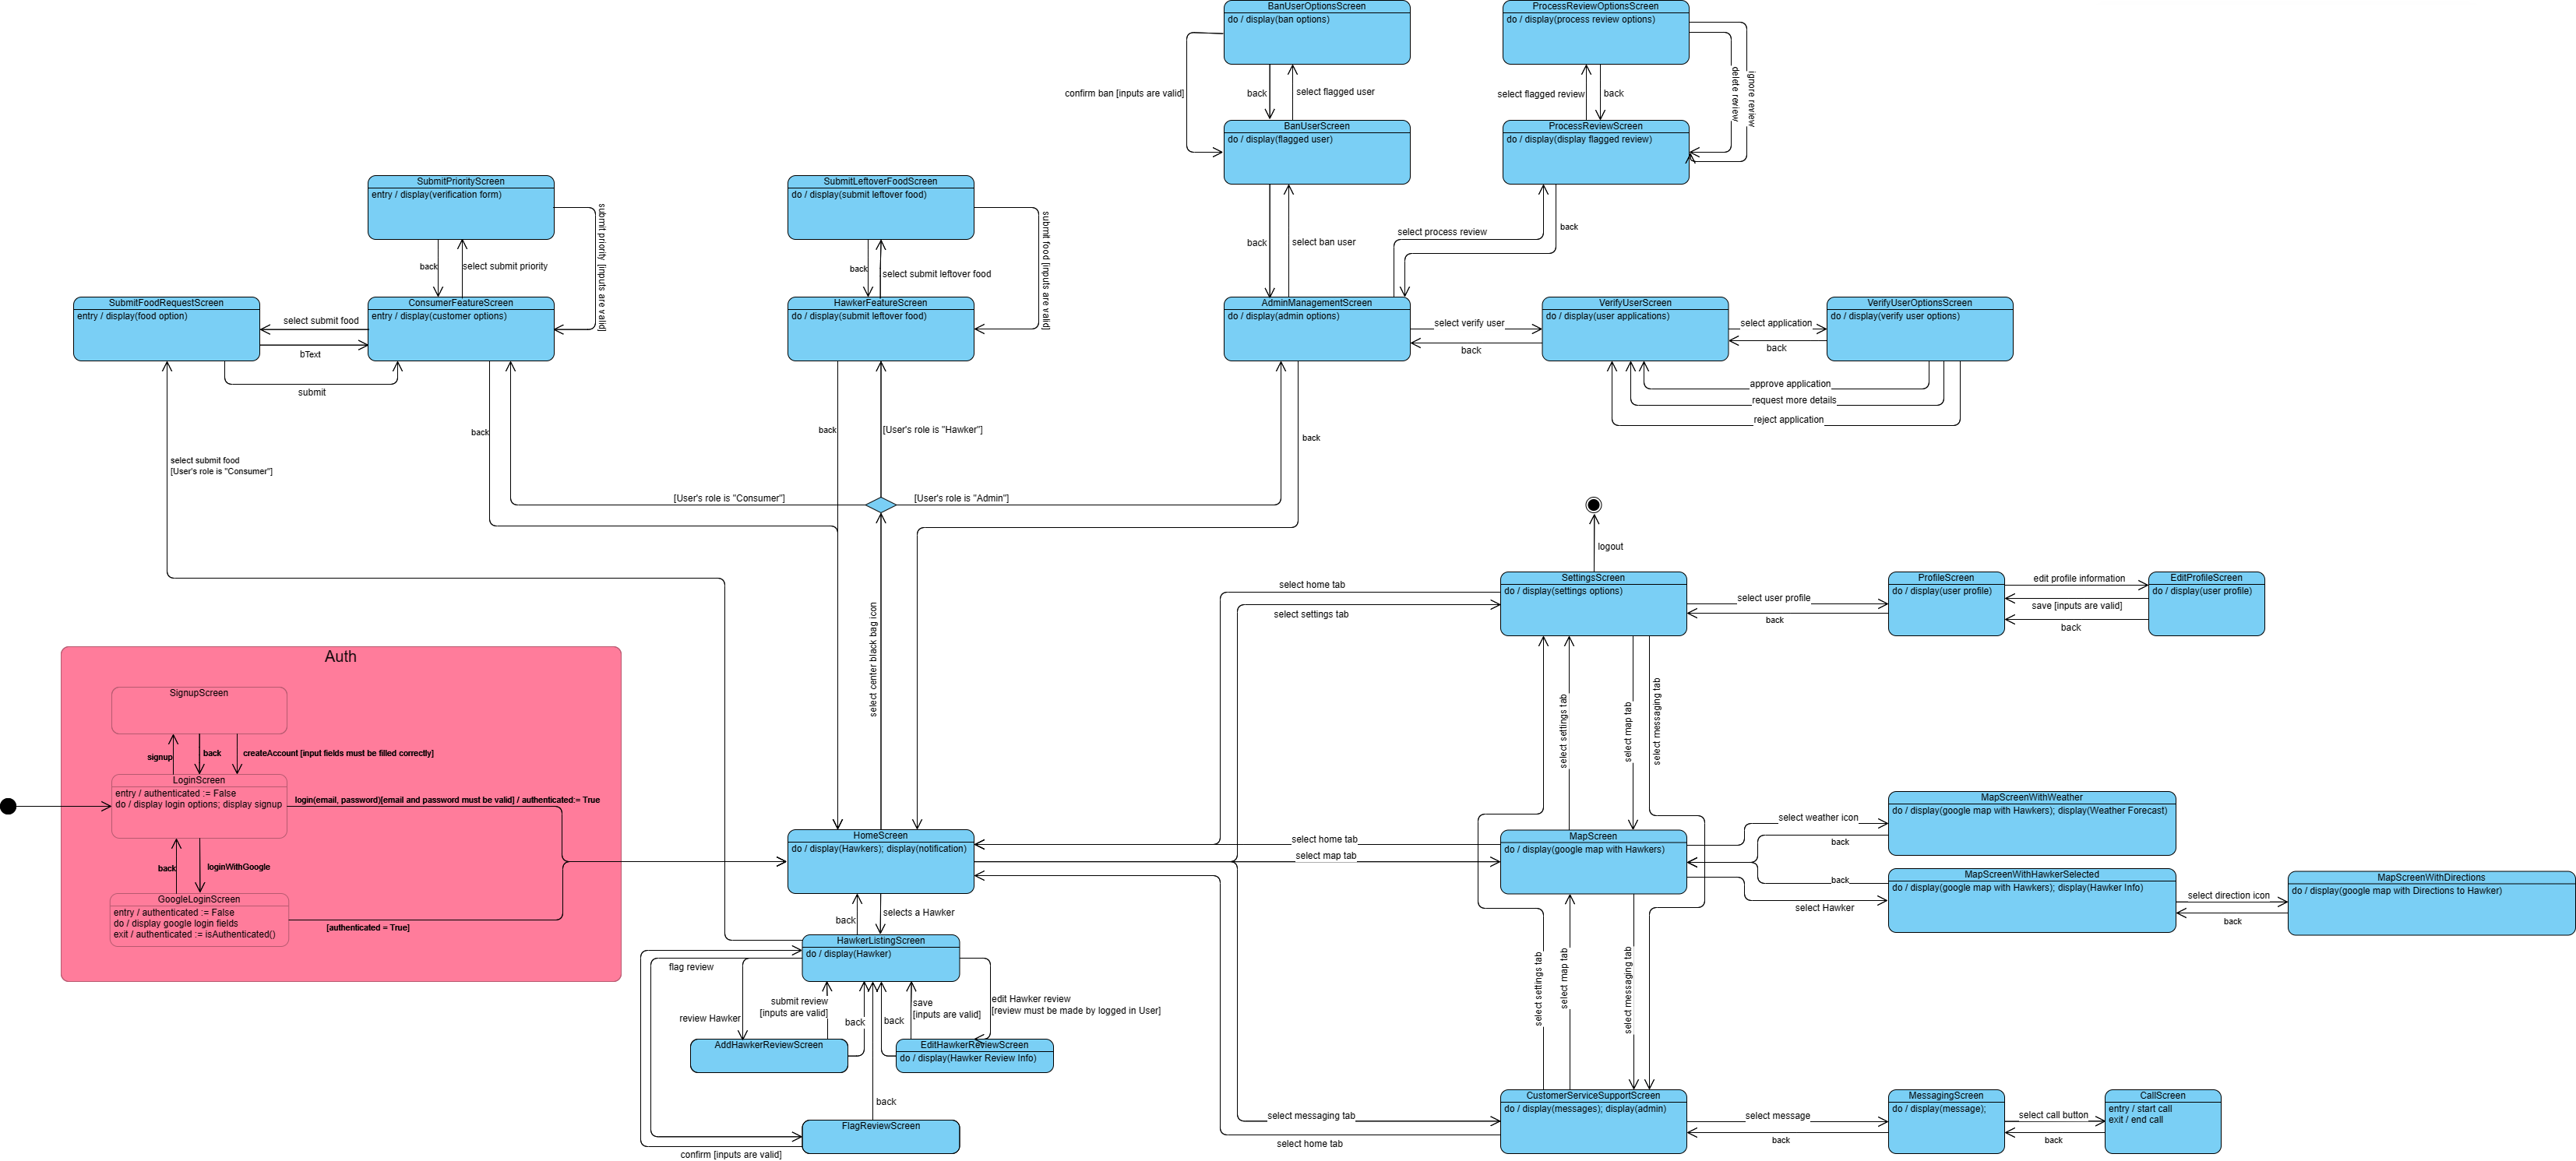 BanUserOptionsScreen
do / display(ban options)
ProcessReviewOptionsScreen
do / display(process review options)
confirm ban [inputs are valid]
back
select flagged user
select flagged review
back
delete review
ignore review
BanUserScreen
do / display(flagged user)
ProcessReviewScreen
do / display(display flagged review)
SubmitPriorityScreen
entry / display(verification form)
submit priority [inputs are valid]
back
select submit priority
SubmitLeftoverFoodScreen
do / display(submit leftover food)
submit food [inputs are valid]
back
select submit leftover food
back
select ban user
select process review
back
SubmitFoodRequestScreen
entry / display(food option)
select submit food
bText
submit
ConsumerFeatureScreen
entry / display(customer options)
HawkerFeatureScreen
do / display(submit leftover food)
AdminManagementScreen
do / display(admin options)
select verify user
back
VerifyUserScreen
do / display(user applications)
select application
back
VerifyUserOptionsScreen
do / display(verify user options)
approve application
request more details
reject application
back
back
[User's role is "Hawker"]
back
select submit food
[User's role is "Consumer"]
[User's role is "Consumer"]
[User's role is "Admin"]
logout
select home tab
select settings tab
SettingsScreen
do / display(settings options)
select user profile
back
ProfileScreen
do / display(user profile)
edit profile information
save [inputs are valid]
back
EditProfileScreen
do / display(user profile)
select center black bag icon
Auth
SignupScreen
signup
back
createAccount [input fields must be filled correctly]
LoginScreen
entry / authenticated := False
do / display login options; display signup
login(email, password)[email and password must be valid] / authenticated:= True
back
loginWithGoogle
GoogleLoginScreen
entry / authenticated := False
do / display google login fields
exit / authenticated := isAuthenticated()
[authenticated = True]
select settings tab
select map tab
select messaging tab
HomeScreen
do / display(Hawkers); display(notification)
select home tab
select map tab
MapScreen
do / display(google map with Hawkers)
select weather icon
back
MapScreenWithWeather
do / display(google map with Hawkers); display(Weather Forecast)
back
select Hawker
MapScreenWithHawkerSelected
do / display(google map with Hawkers); display(Hawker Info)
select direction icon
back
MapScreenWithDirections
do / display(google map with Directions to Hawker)
back
selects a Hawker
HawkerListingScreen
do / display(Hawker)
flag review
review Hawker
submit review
[inputs are valid]
back
back
save
[inputs are valid]
edit Hawker review
[review must be made by logged in User]
AddHawkerReviewScreen
EditHawkerReviewScreen
do / display(Hawker Review Info)
back
FlagReviewScreen
confirm [inputs are valid]
select settings tab
select map tab
select messaging tab
select messaging tab
select home tab
CustomerServiceSupportScreen
do / display(messages); display(admin)
select message
back
MessagingScreen
do / display(message);
select call button
back
CallScreen
entry / start call
exit / end call